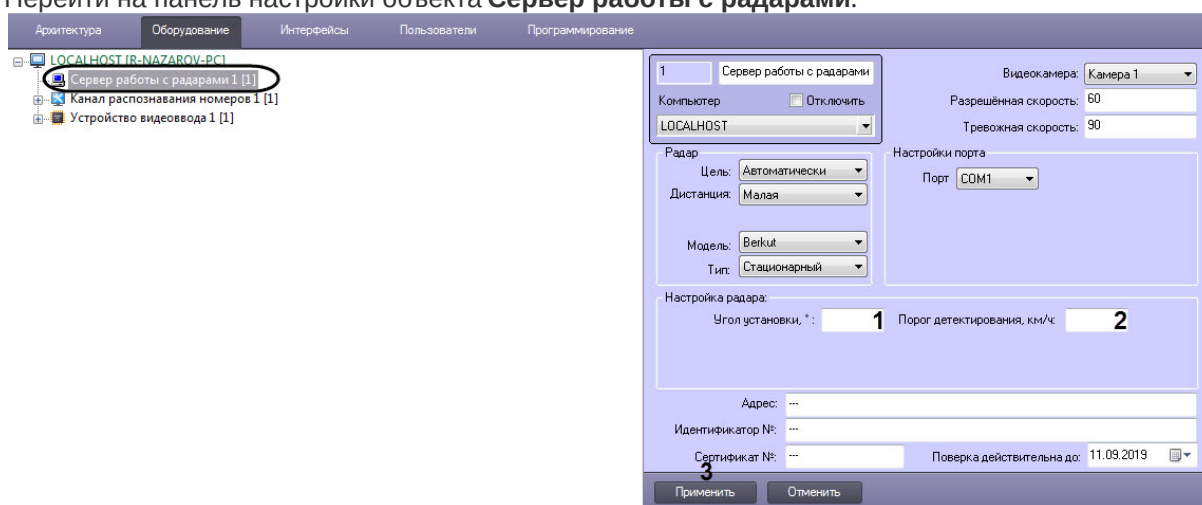 Перейти на панель настройки объекта Сервер работы с радарами.
Архитектура Оборудование Интерфейсы Пользователи Программирование
LOCALHOST [R-NAZAROV-PC]
Сервер работы с радарами 1 [1]
Канал распознавания номеров 1 [1]
Устройство видеоввода 1 [1]
1 Сервер работы с радарами
Компьютер Отключить
LOCALHOST
Видеокамера: Камера 1
Разрешённая скорость: 60
Тревожная скорость: 90
Радар
Цель: Автоматически
Дистанция: Малая
Модель: Berkut
Тип: Стационарный
Настройки порта
Порт COM1
Настройка радара:
Угол установки, ° : 1 Порог детектирования, км/ч: 2
Адрес: ---
Идентификатор №: ---
Сертификат №: --- Поверка действительна до: 11.09.2019
3
Применить Отменить